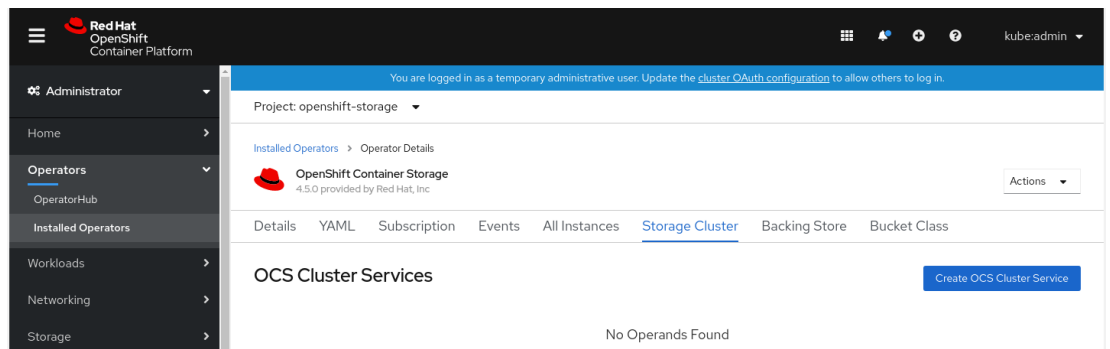 Red Hat
OpenShift
Container Platform
kube:admin
Administrator
You are logged in as a temporary administrative user. Update the cluster OAuth configuration to allow others to log in.
Project: openshift-storage
Home
Operators
OperatorHub
Installed Operators
Workloads
Networking
Storage
Installed Operators > Operator Details
OpenShift Container Storage
4.5.0 provided by Red Hat, Inc
Actions
Details YAML Subscription Events All Instances Storage Cluster Backing Store Bucket Class
OCS Cluster Services
Create OCS Cluster Service
No Operands Found